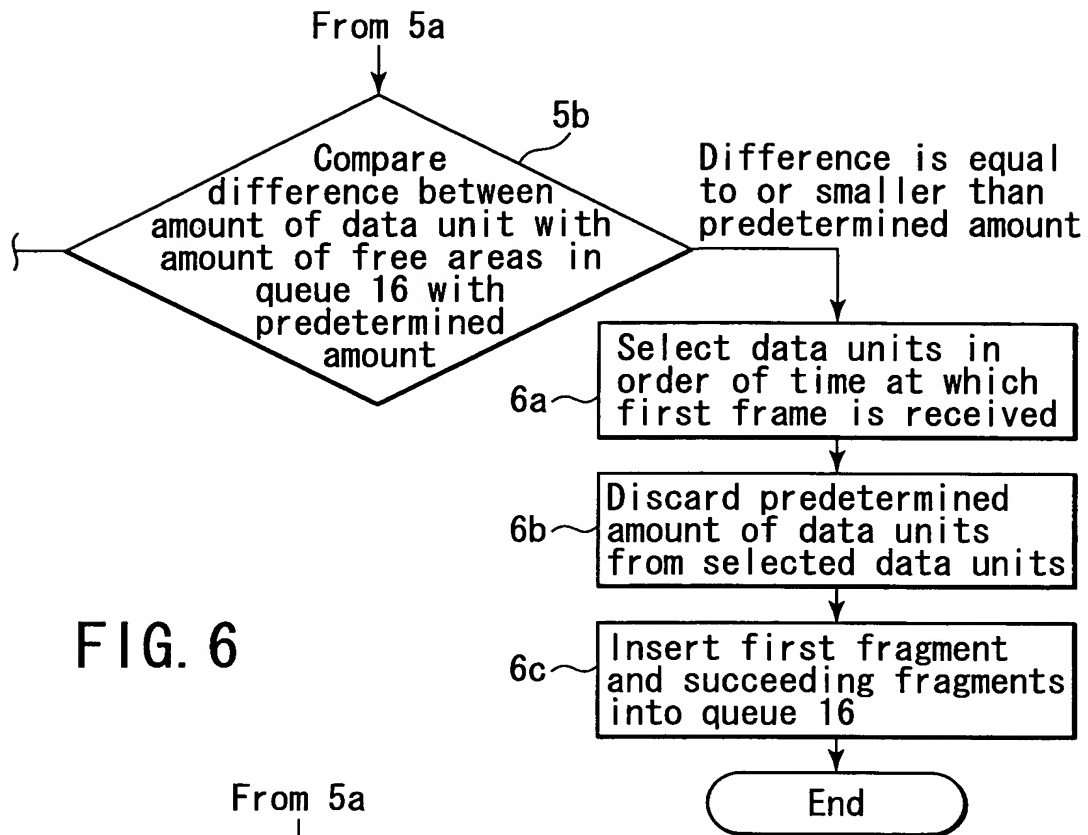 From 5a
5b
Compare
difference between
amount of data unit with
amount of free areas in
queue 16 with
predetermined
amount
Difference is equal
to or smaller than
predetermined amount
6a
Select data units in
order of time at which
first frame is received
6b
Discard predetermined
amount of data units
from selected data units
FIG. 6
6c
Insert first fragment
and succeeding fragments
into queue 16
From 5a
End